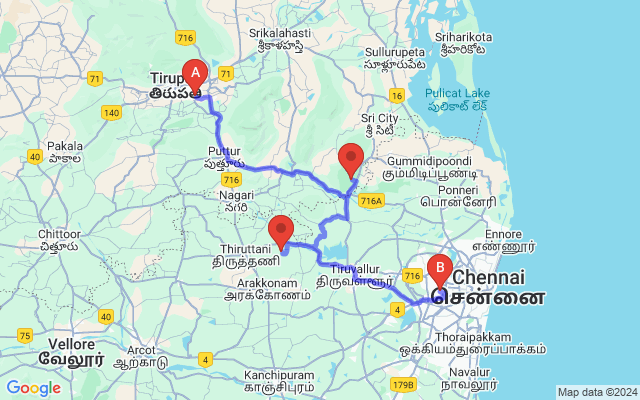 Srikalahasti
శ్రీకాళహస్తి
Sriharikota
శ్రీహరికోట
716
Sullurupeta
సూళ్లూరుపేట
71
Tirup
తిరుపతి
A
71
Pulicat Lake
పులికాట్ లేక్
16
140
Sri City
శ్రీ సిటీ
Pakala
పాకాల
40
Puttur
పుత్తూరు
Gummidipoondi
கும்மிடிப்பூண்டி
716
Nagari
నగరి
716A
Ponneri
பொன்னேரி
Chittoor
చిత్తూరు
Ennore
எண்ணூர்
40
Thiruttani
திருத்தணி
Tiruvallur
திருவள்ளூர்
716
B
Chennai
சென்னை
Arakkonam
அரக்கோணம்
4
75
Vellore
வேலூர்
Arcot
ஆற்காடு
4
Thoraipakkam
ஒக்கியம்துரைப்பாக்கம்
Kanchipuram
காஞ்சிபுரம்
179B
Navalur
நாவலூர்
Google
Map data ©2024